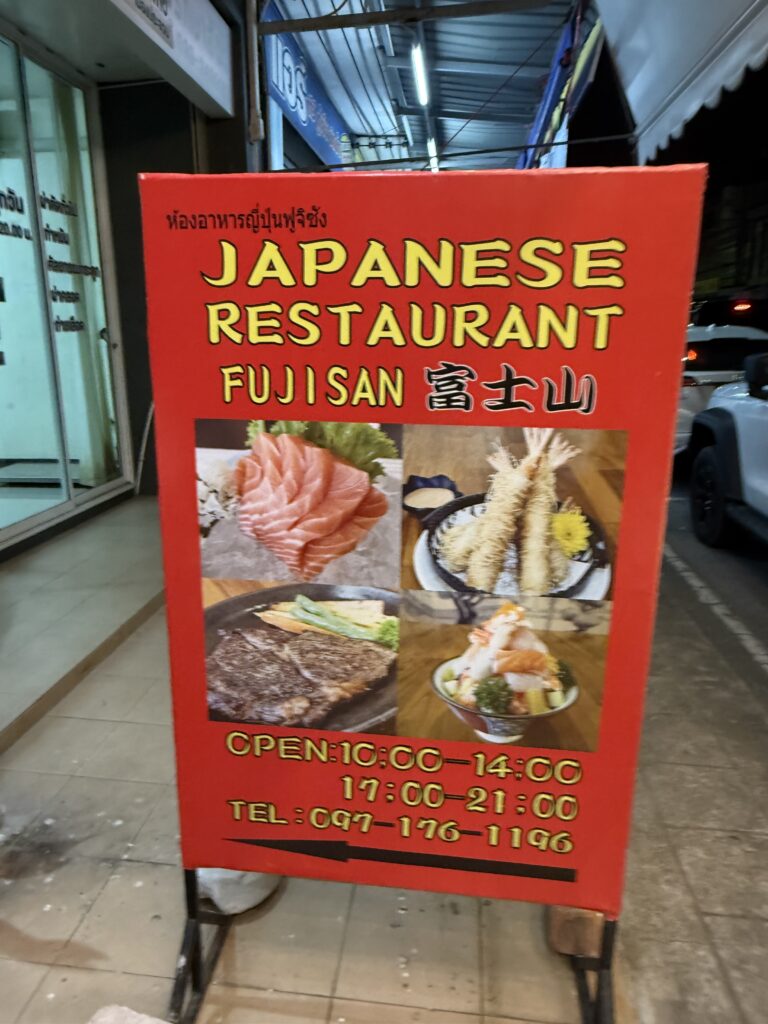 ห้องอาหารญี่ปุ่นฟูจิซัง
JAPANESE
RESTAURANT
FUJISAN 富士山
OPEN:10:00-14:00
17:00-21:00
TEL:097-176-1196